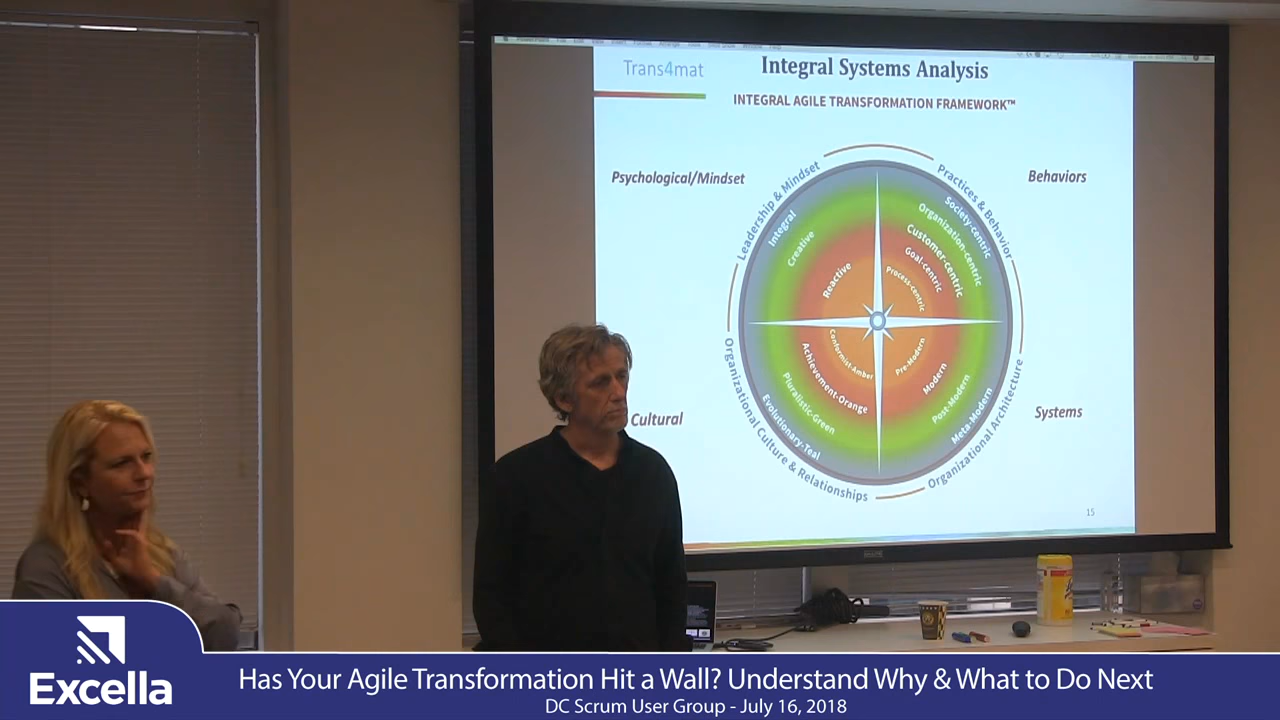 Trans4mat
Integral Systems Analysis
INTEGRAL AGILE TRANSFORMATION FRAMEWORK™
Psychological/Mindset
Behaviors
Leadership & Mindset
Practices & Behavior
Integral
Creative
Reactive
Society-centric
Organization-centric
Customer-centric
Goal-centric
Process-centric
Conformist-Amber
Achievement-Orange
Pluralistic-Green
Evolutionary-Teal
Pre-Modern
Modern
Post-Modern
Meta-Modern
Organizational Culture & Relationships
Organizational Architecture
Cultural
Systems
15
Excella
Has Your Agile Transformation Hit a Wall? Understand Why & What to Do Next
DC Scrum User Group - July 16, 2018